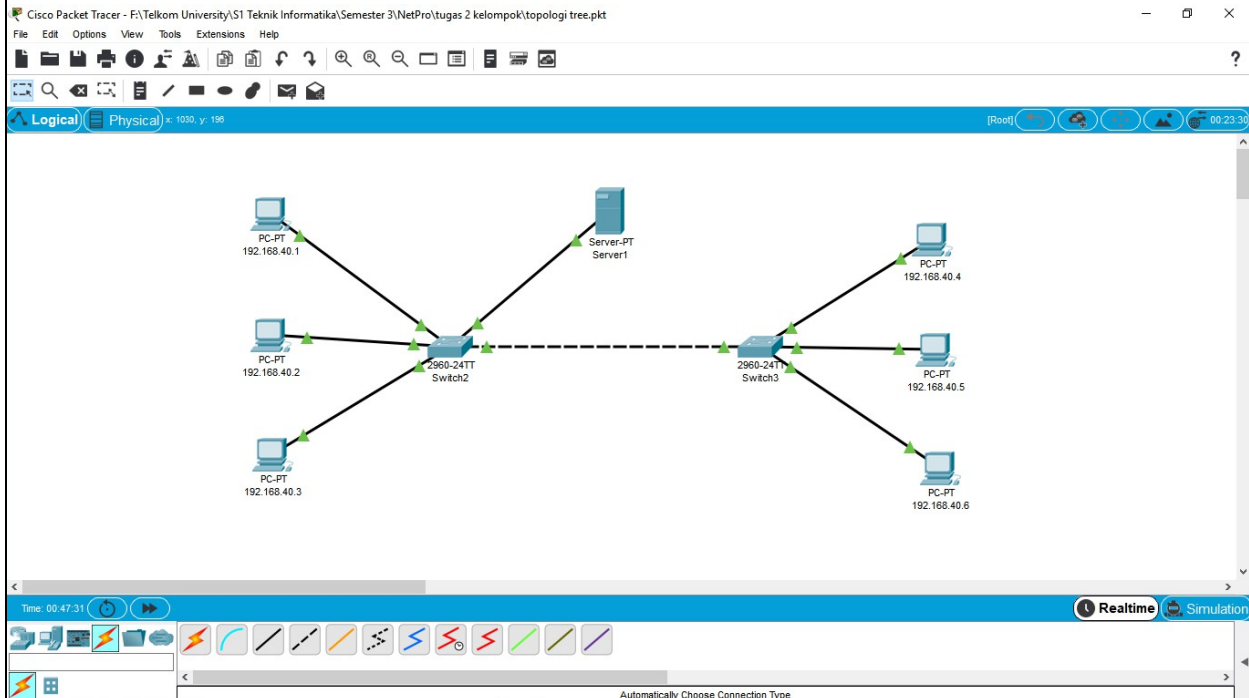 Cisco Packet Tracer - F:\Telkom University\S1 Teknik Informatika\Semester 3\NetPro\tugas 2 kelompok\topologi tree.pkt
File Edit Options View Tools Extensions Help
?
Logical Physical x: 1030, y: 196 [Root] 00:23:30
PC-PT
192.168.40.1
Server-PT
Server1
PC-PT
192.168.40.4
PC-PT
192.168.40.2
2960-24TT
Switch2
2960-24TT
Switch3
PC-PT
192.168.40.5
PC-PT
192.168.40.3
PC-PT
192.168.40.6
Time: 00:47:31 Realtime Simulation
Automatically Choose Connection Type